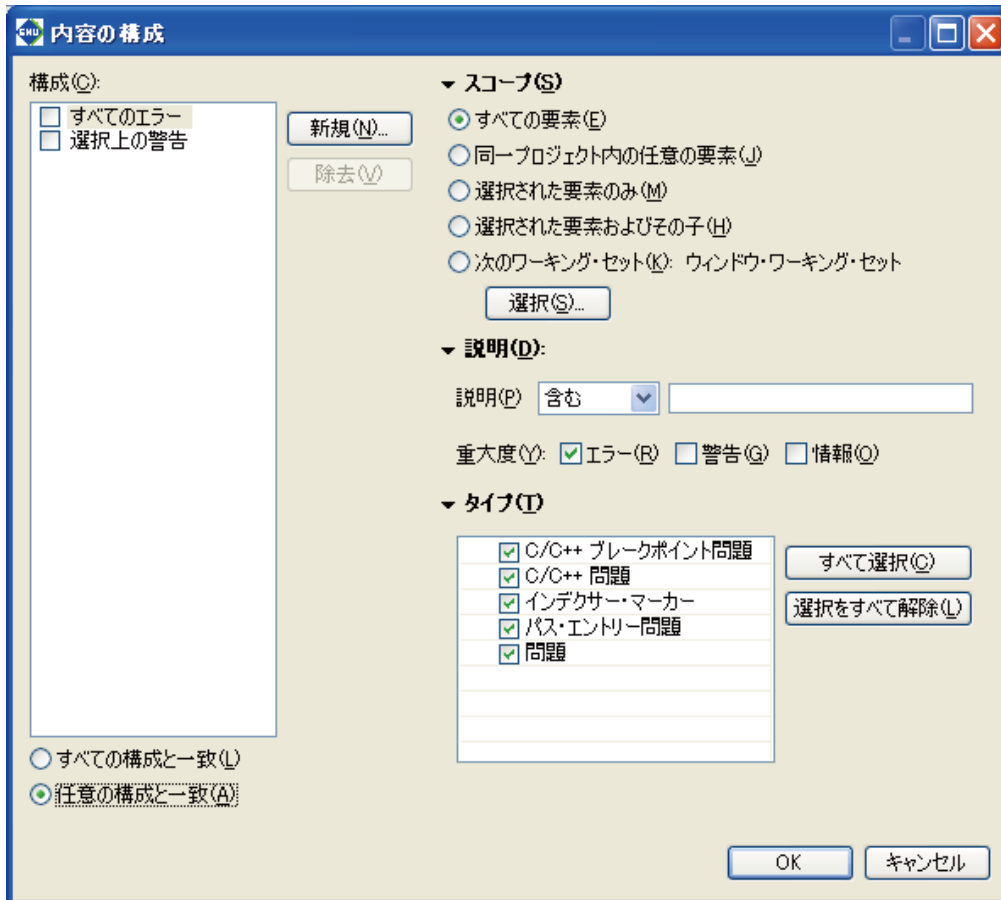 GNU 内容の構成
構成(C):
すべてのエラー
選択上の警告
新規(N)...
除去(V)
すべての構成と一致(L)
任意の構成と一致(A)
スコープ(S)
すべての要素(E)
同一プロジェクト内の任意の要素(J)
選択された要素のみ(M)
選択された要素およびその子(H)
次のワーキング・セット(K): ウィンドウ・ワーキング・セット
選択(S)...
説明(D):
説明(P) 含む
重大度(Y): エラー(R) 警告(G) 情報(O)
タイプ(T)
C/C++ ブレークポイント問題
C/C++ 問題
インデクサー・マーカー
パス・エントリー問題
問題
すべて選択(C)
選択をすべて解除(L)
OK キャンセル